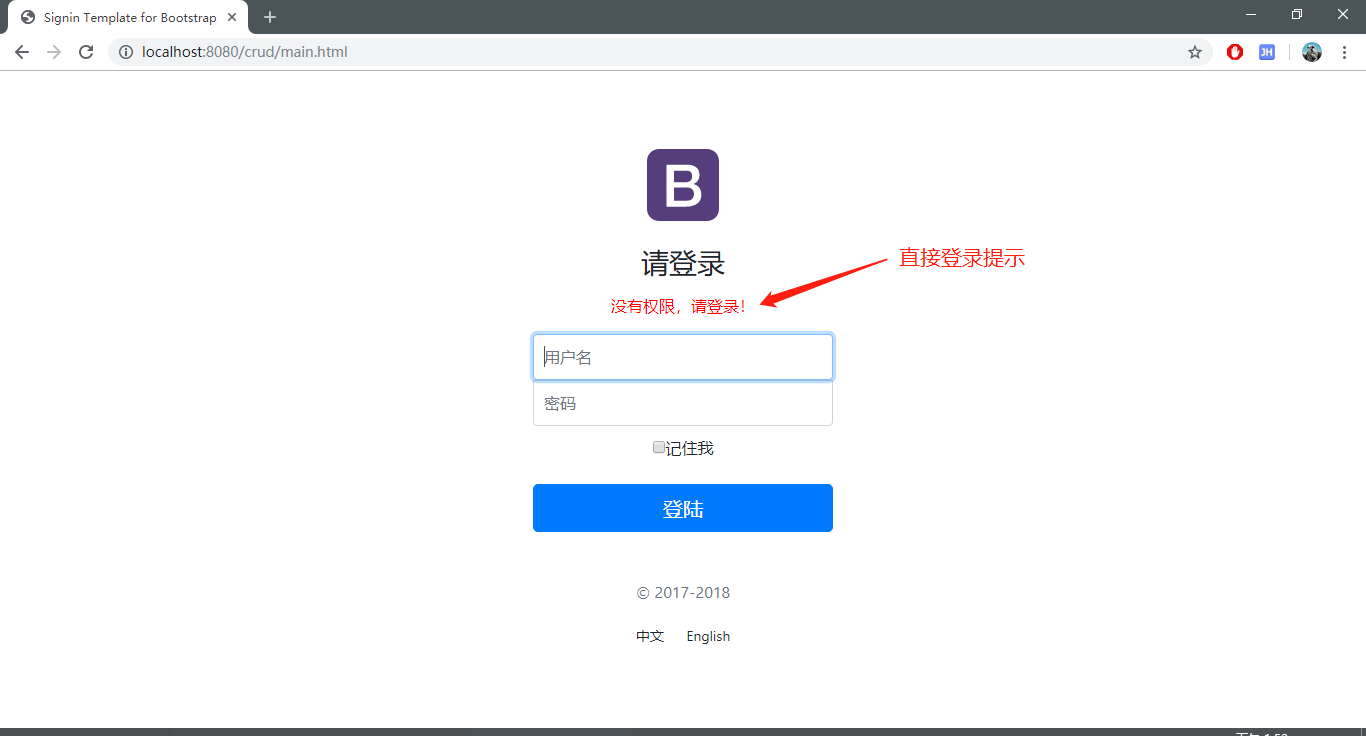 Signin Template for Bootstrap
localhost:8080/crud/main.html
JH
B
请登录
直接登录提示
没有权限，请登录！
用户名
密码
记住我
登陆
© 2017-2018
中文 English